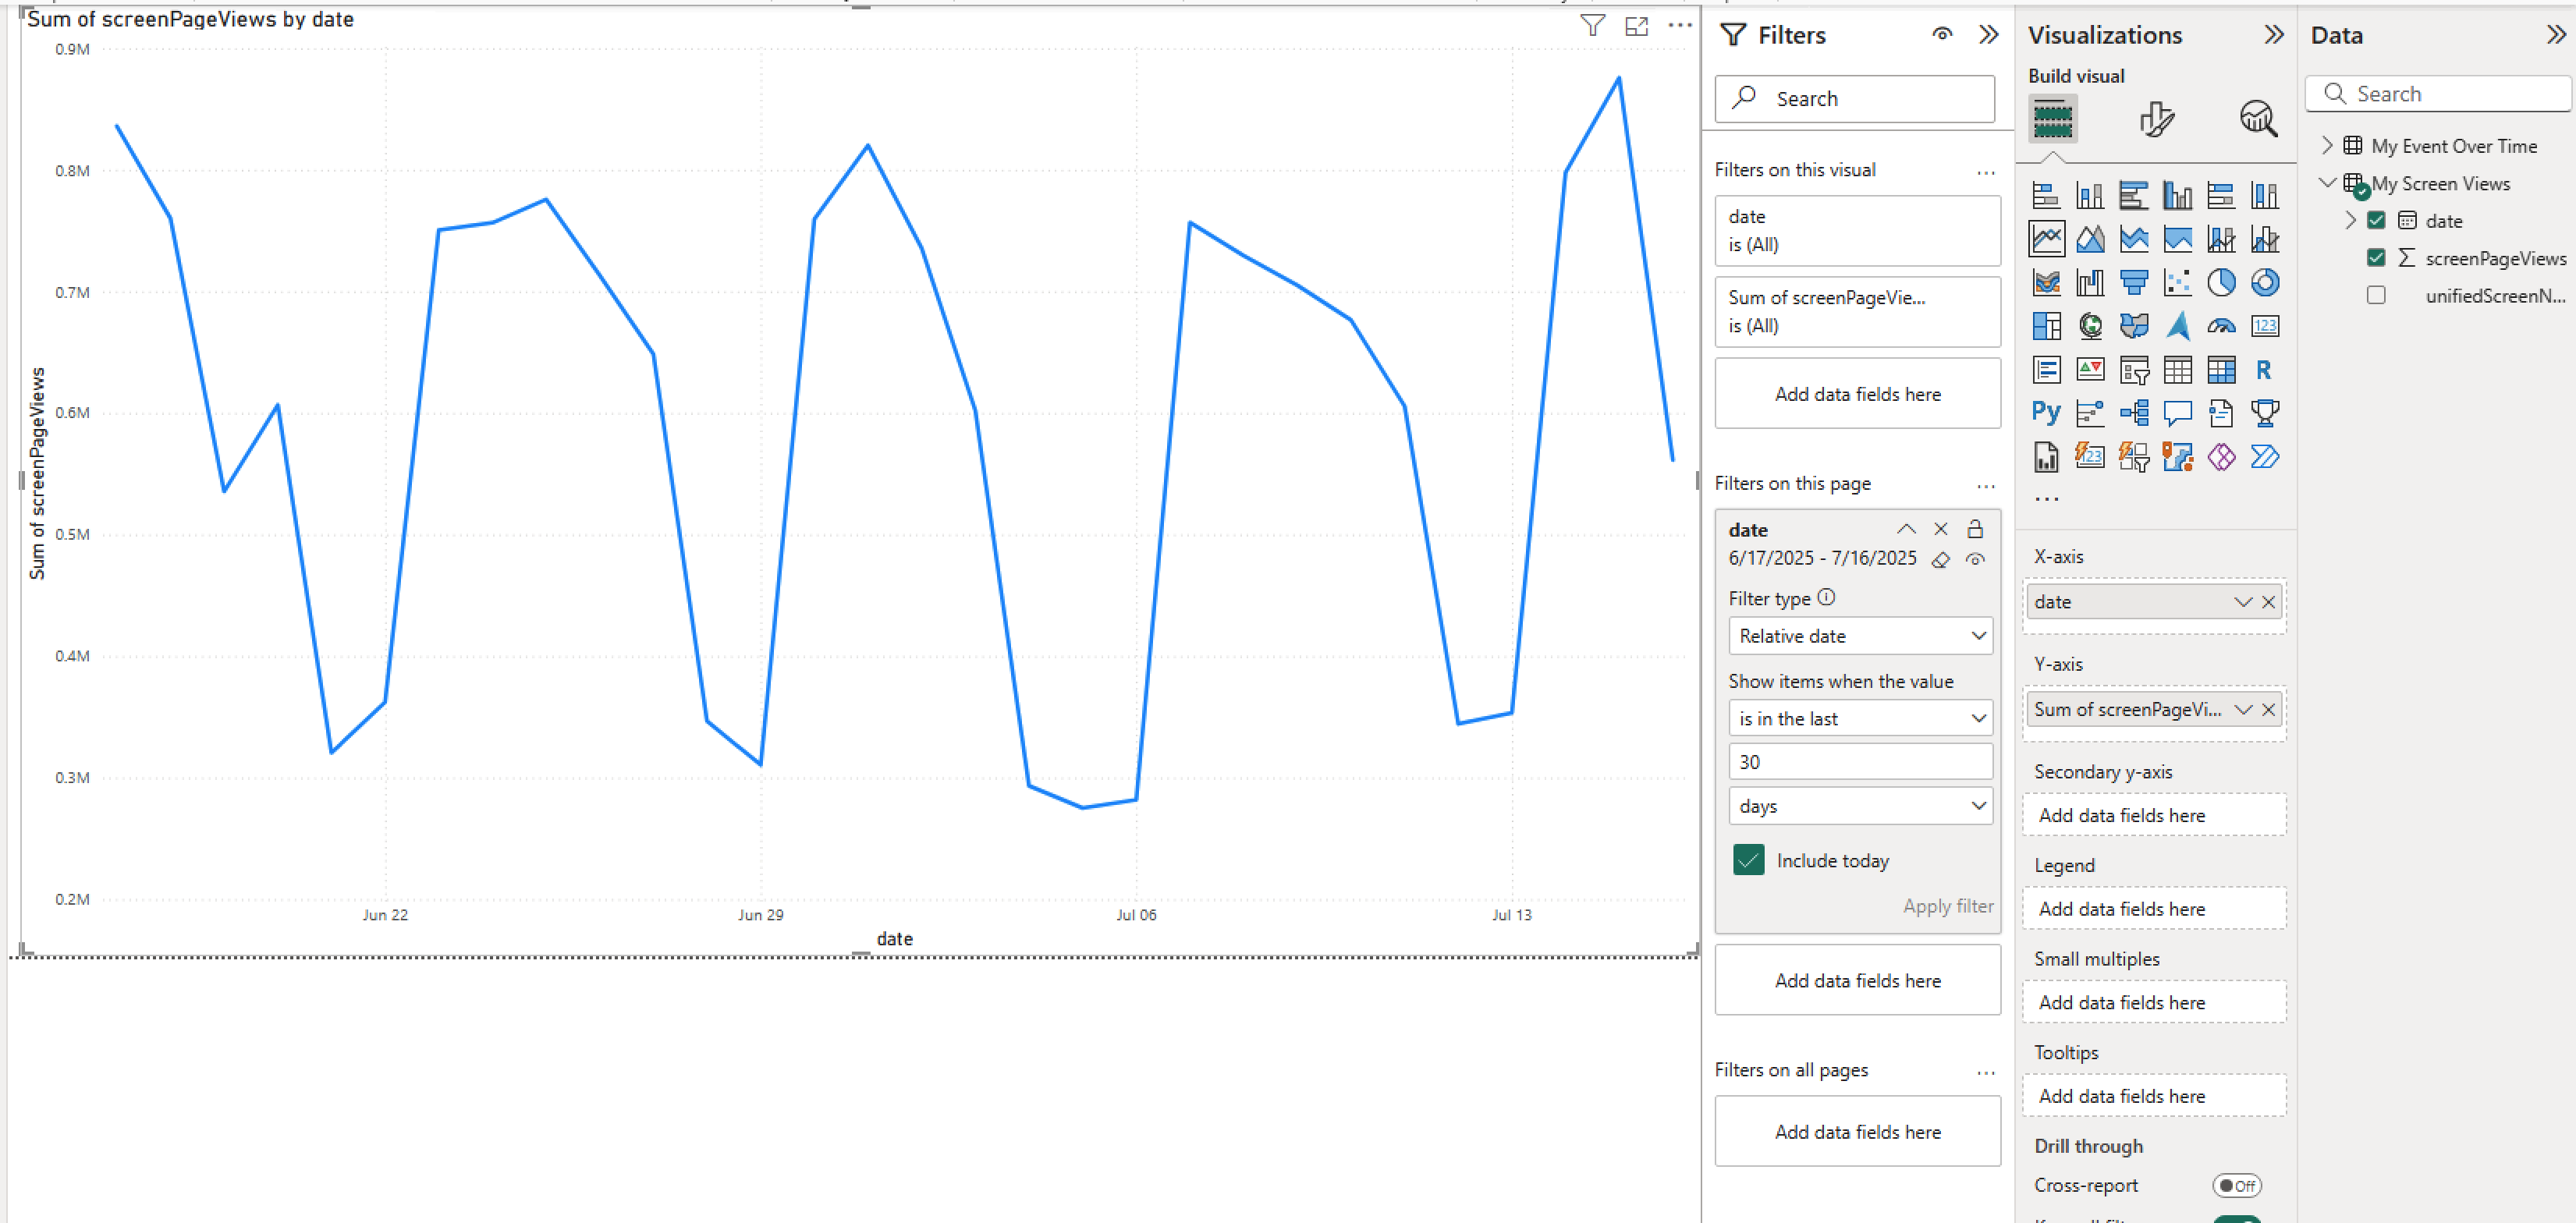 Sum of screenPageViews by date
0.9M
0.8M
0.7M
0.6M
0.5M
0.4M
0.3M
0.2M
Sum of screenPageViews
Jun 22
Jun 29
Jul 06
Jul 13
date
Filters
Search
Filters on this visual
...
date
is (All)
Sum of screenPageVie...
is (All)
Add data fields here
Filters on this page
...
date
6/17/2025 - 7/16/2025
Filter type
Relative date
Show items when the value
is in the last
30
days
Include today
Apply filter
Add data fields here
Filters on all pages
...
Add data fields here
Visualizations
Build visual
123
R
Py
123
...
X-axis
date
Y-axis
Sum of screenPageVi...
Secondary y-axis
Add data fields here
Legend
Add data fields here
Small multiples
Add data fields here
Tooltips
Add data fields here
Drill through
Cross-report
Off
Data
Search
My Event Over Time
My Screen Views
date
screenPageViews
unifiedScreenN...